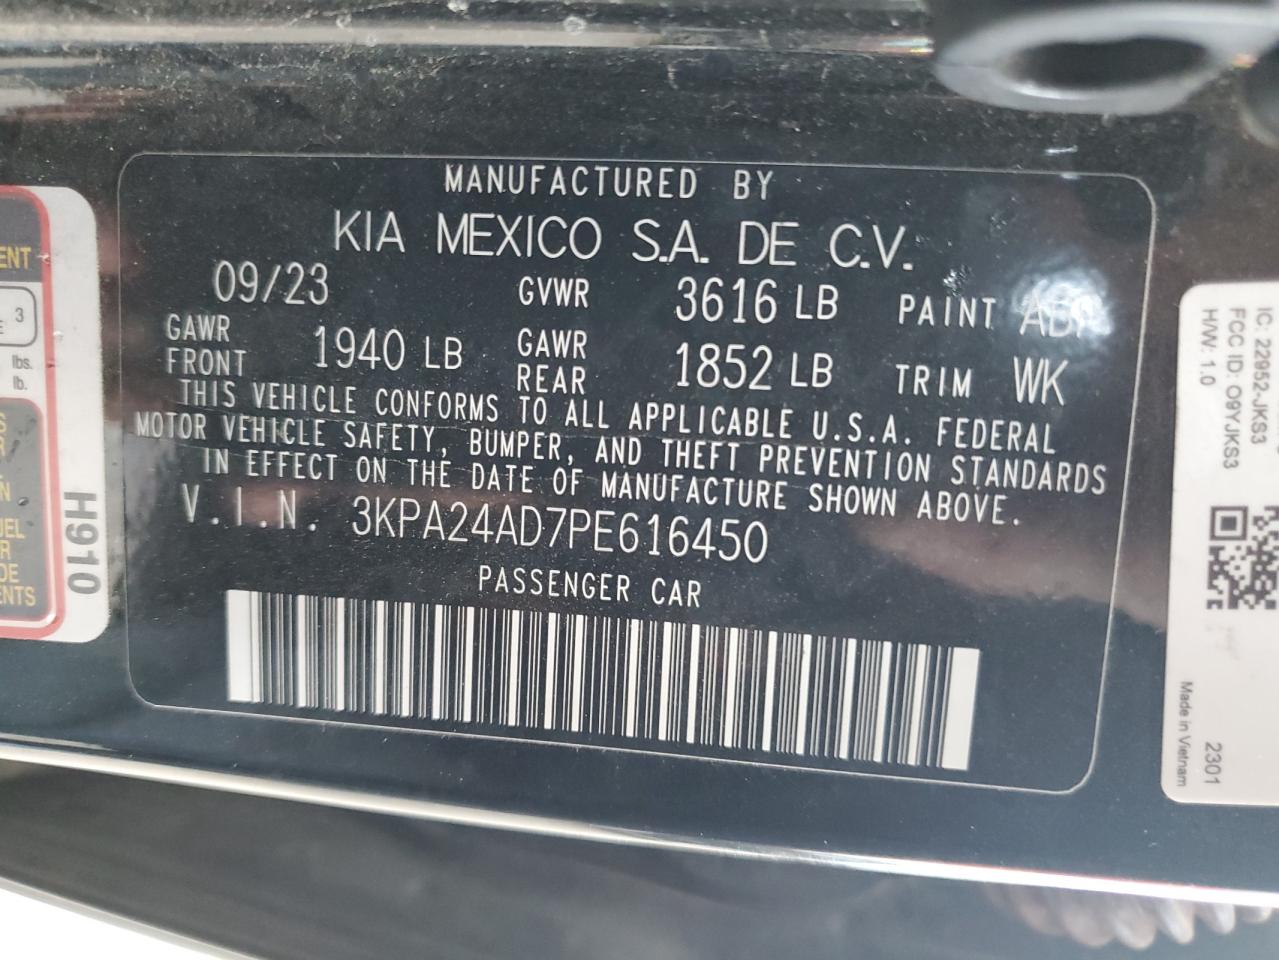 MANUFACTURED BY
KIA MEXICO S.A. DE C.V.
09/23 GVWR 3616 LB PAINT
GAWR FRONT 1940 LB GAWR REAR 1852 LB TRIM WK
THIS VEHICLE CONFORMS TO ALL APPLICABLE U.S.A. FEDERAL
MOTOR VEHICLE SAFETY, BUMPER, AND THEFT PREVENTION STANDARDS
IN EFFECT ON THE DATE OF MANUFACTURE SHOWN ABOVE.
V.I.N. 3KPA24AD7PE616450
PASSENGER CAR
3
lbs.
lb.
H910
IC: 22952-JKS3
FCC ID: O9YJKS3
H/W: 1.0
Made in Vietnam
2301